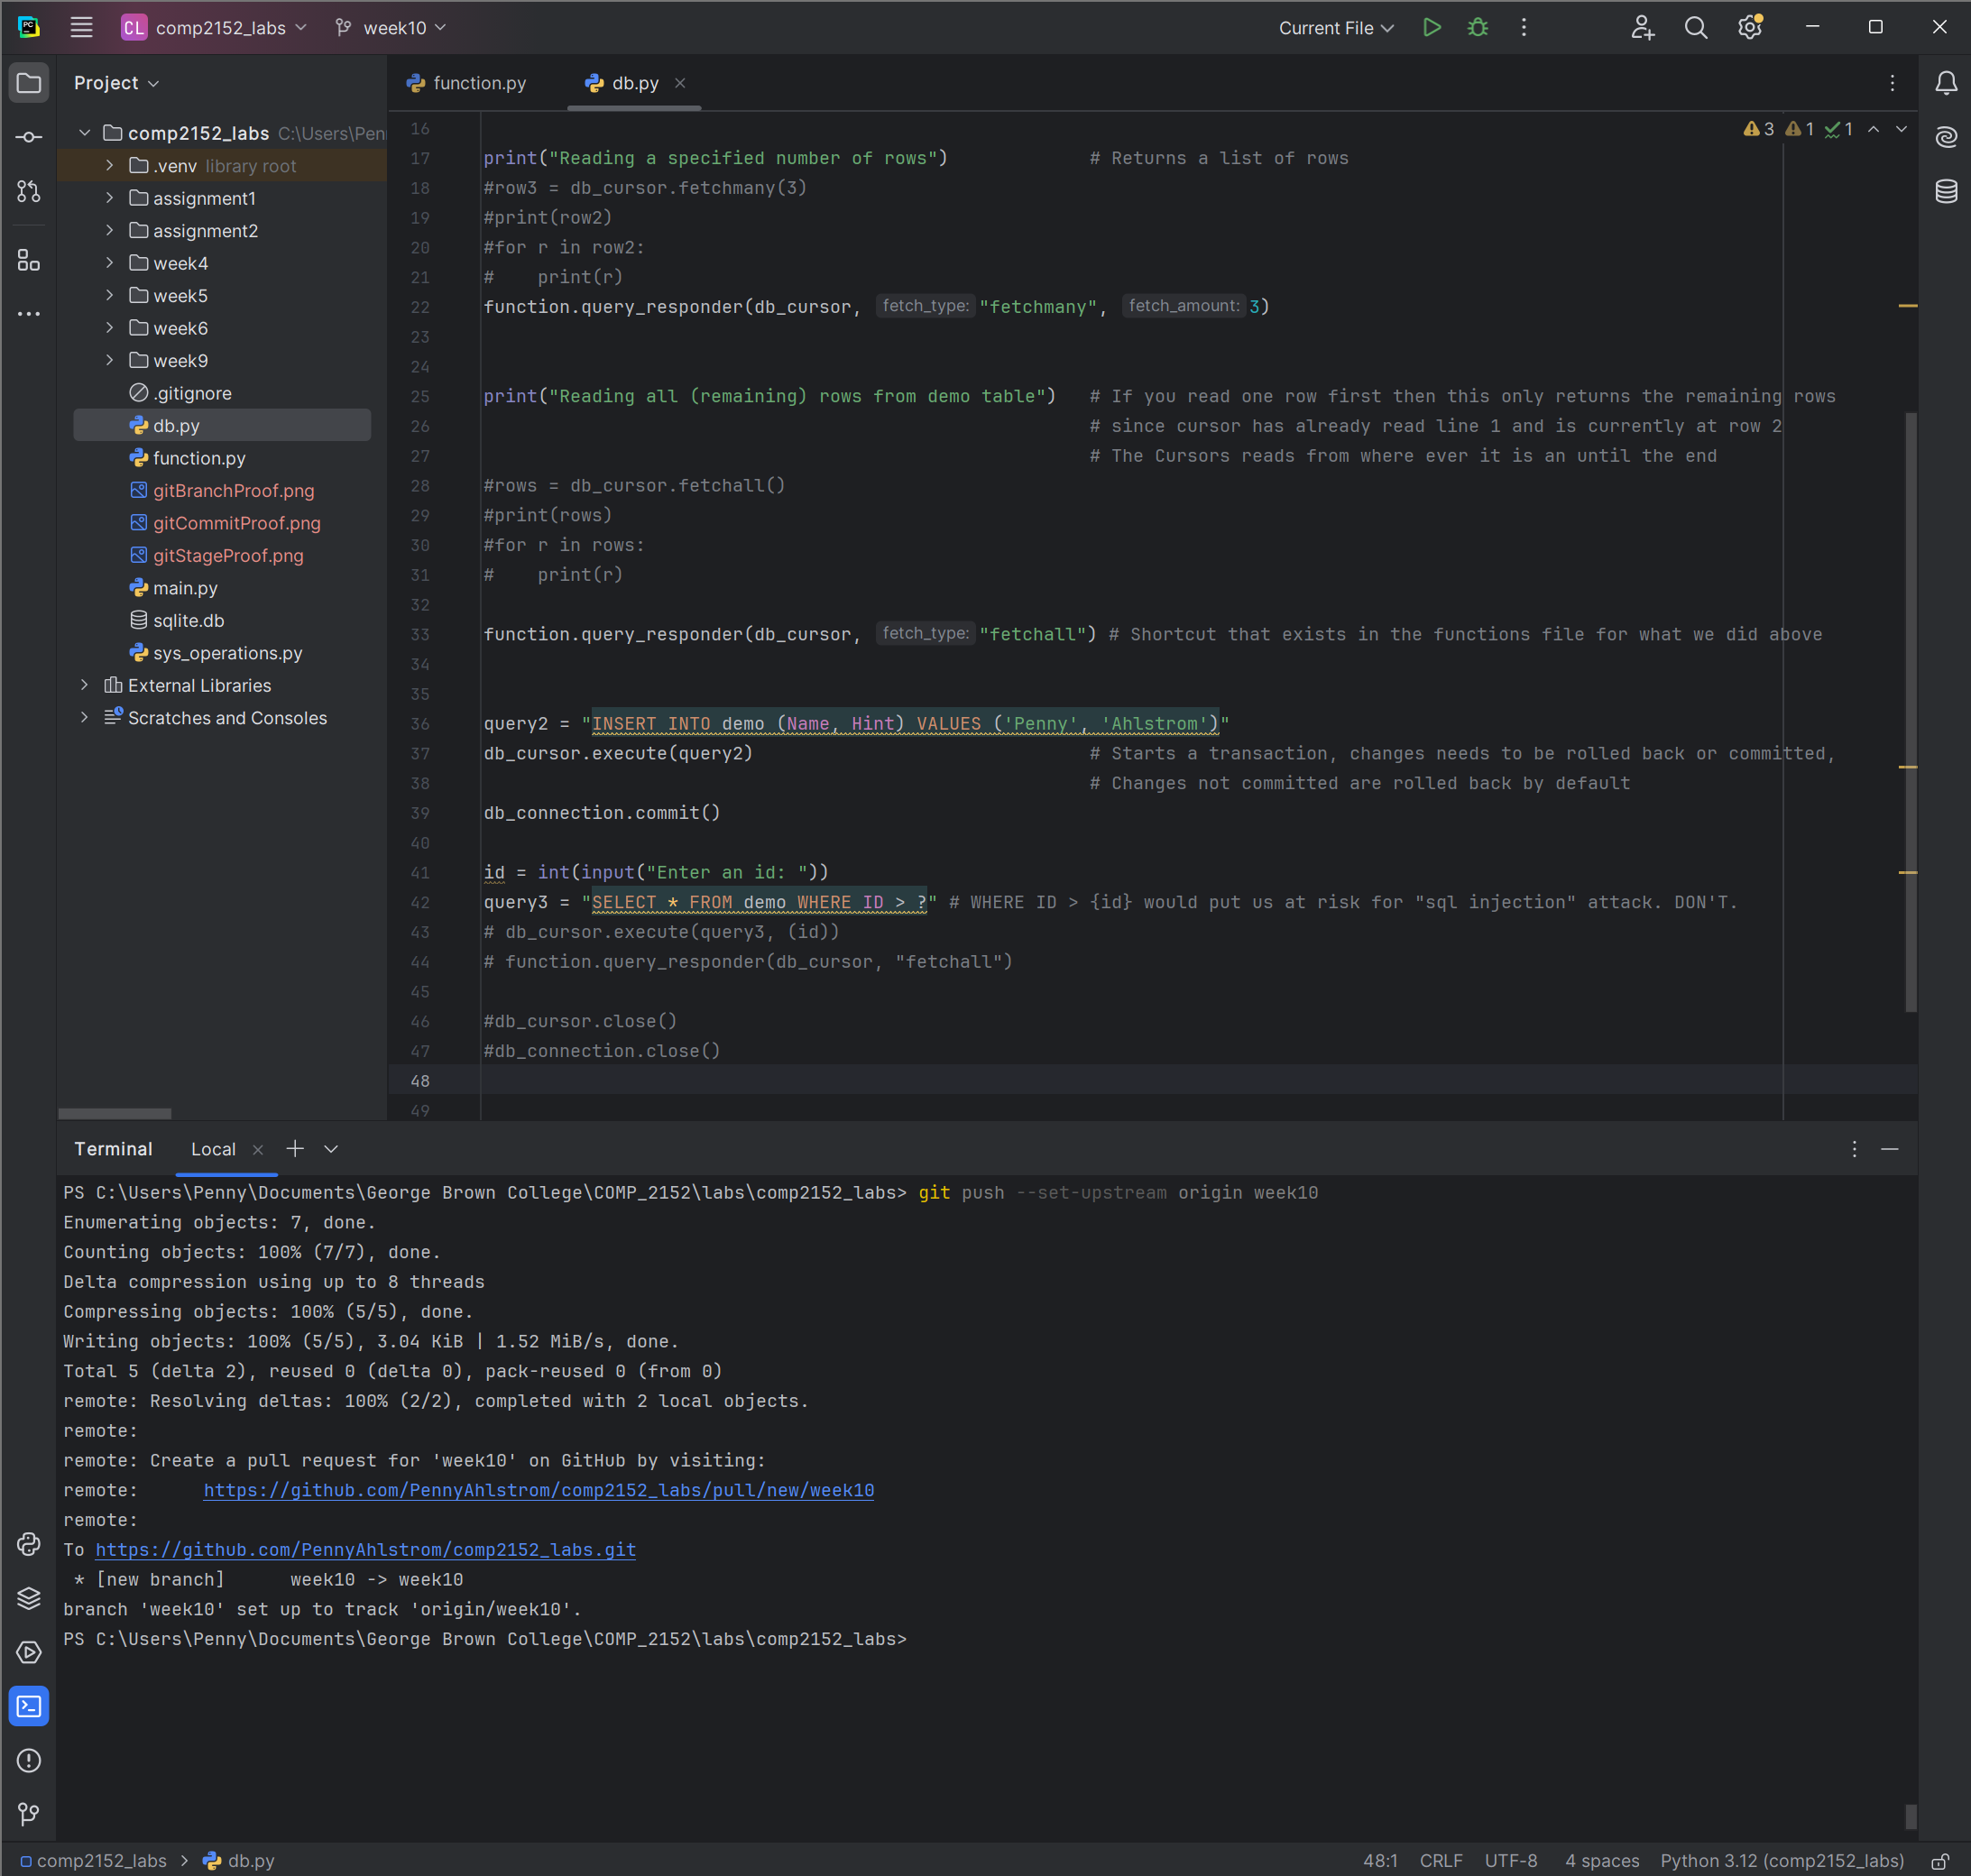 PC CL comp2152_labs week10 Current File
Project
function.py db.py
comp2152_labs C:\Users\Pen
.venv library root
assignment1
assignment2
week4
week5
week6
week9
.gitignore
db.py
function.py
gitBranchProof.png
gitCommitProof.png
gitStageProof.png
main.py
sqlite.db
sys_operations.py
External Libraries
Scratches and Consoles
3 1 1
16
17 print("Reading a specified number of rows") # Returns a list of rows
18 #row3 = db_cursor.fetchmany(3)
19 #print(row2)
20 #for r in row2:
21 # print(r)
22 function.query_responder(db_cursor, fetch_type: "fetchmany", fetch_amount: 3)
23
24
25 print("Reading all (remaining) rows from demo table") # If you read one row first then this only returns the remaining rows
26 # since cursor has already read line 1 and is currently at row 2
27 # The Cursors reads from where ever it is an until the end
28 #rows = db_cursor.fetchall()
29 #print(rows)
30 #for r in rows:
31 # print(r)
32
33 function.query_responder(db_cursor, fetch_type: "fetchall") # Shortcut that exists in the functions file for what we did above
34
35
36 query2 = "INSERT INTO demo (Name, Hint) VALUES ('Penny', 'Ahlstrom')"
37 db_cursor.execute(query2) # Starts a transaction, changes needs to be rolled back or committed,
38 # Changes not committed are rolled back by default
39 db_connection.commit()
40
41 id = int(input("Enter an id: "))
42 query3 = "SELECT * FROM demo WHERE ID > ?" # WHERE ID > {id} would put us at risk for "sql injection" attack. DON'T.
43 # db_cursor.execute(query3, (id))
44 # function.query_responder(db_cursor, "fetchall")
45
46 #db_cursor.close()
47 #db_connection.close()
48
49
Terminal Local
PS C:\Users\Penny\Documents\George Brown College\COMP_2152\labs\comp2152_labs> git push --set-upstream origin week10
Enumerating objects: 7, done.
Counting objects: 100% (7/7), done.
Delta compression using up to 8 threads
Compressing objects: 100% (5/5), done.
Writing objects: 100% (5/5), 3.04 KiB | 1.52 MiB/s, done.
Total 5 (delta 2), reused 0 (delta 0), pack-reused 0 (from 0)
remote: Resolving deltas: 100% (2/2), completed with 2 local objects.
remote:
remote: Create a pull request for 'week10' on GitHub by visiting:
remote: https://github.com/PennyAhlstrom/comp2152_labs/pull/new/week10
remote:
To https://github.com/PennyAhlstrom/comp2152_labs.git
* [new branch] week10 -> week10
branch 'week10' set up to track 'origin/week10'.
PS C:\Users\Penny\Documents\George Brown College\COMP_2152\labs\comp2152_labs>
comp2152_labs > db.py 48:1 CRLF UTF-8 4 spaces Python 3.12 (comp2152_labs)